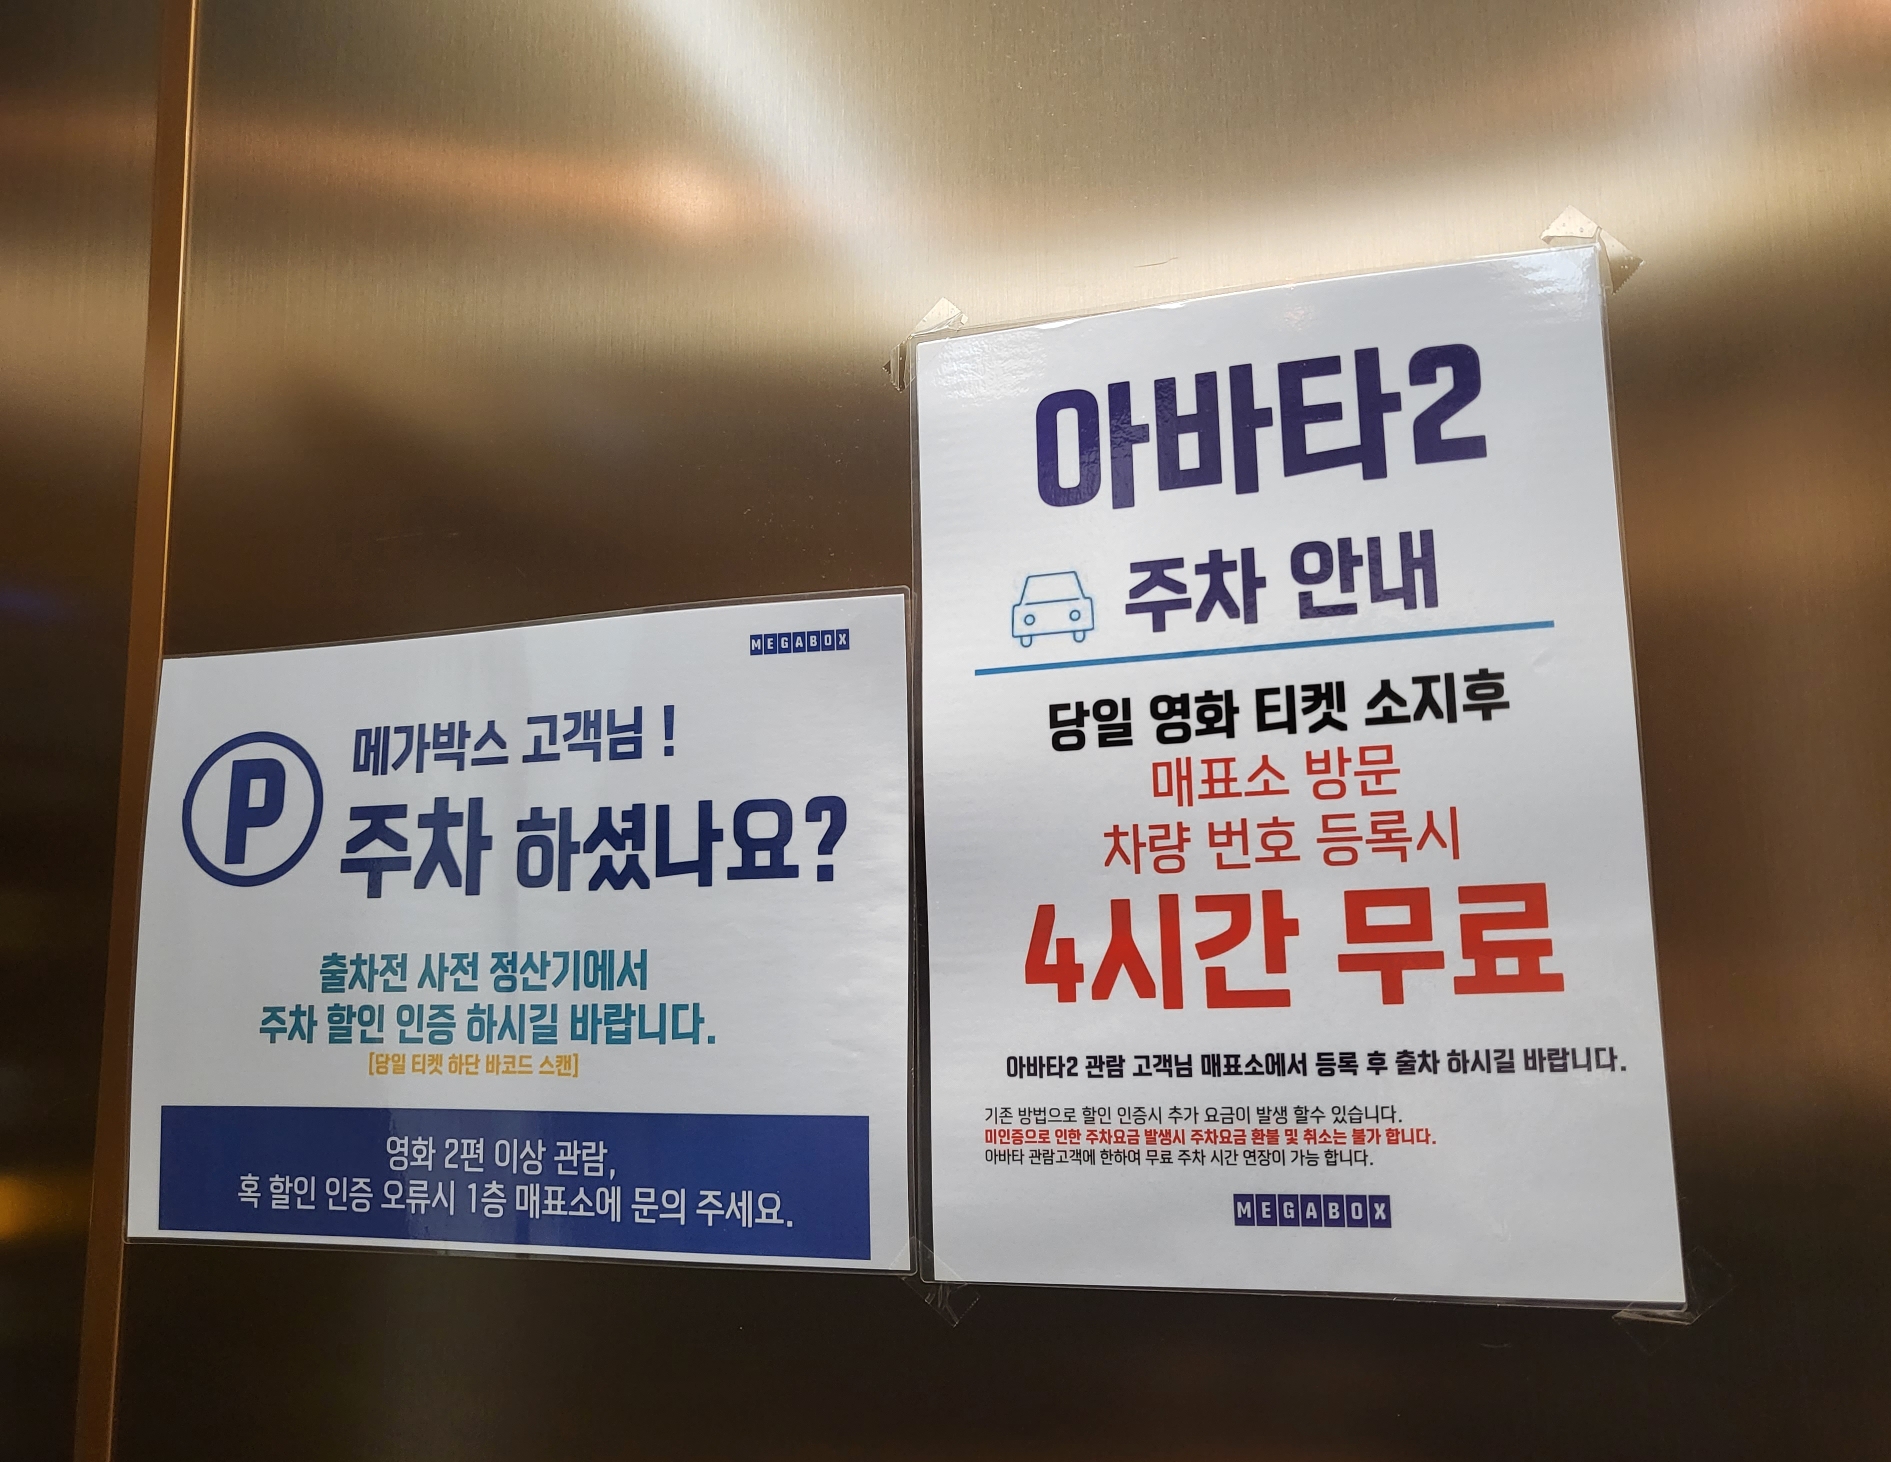 MEGABOX
P
메가박스 고객님 !
주차 하셨나요?
출차전 사전 정산기에서
주차 할인 인증 하시길 바랍니다.
[당일 티켓 하단 바코드 스캔]
영화 2편 이상 관람,
혹 할인 인증 오류시 1층 매표소에 문의 주세요.
아바타2
주차 안내
당일 영화 티켓 소지후
매표소 방문
차량 번호 등록시
4시간 무료
아바타2 관람 고객님 매표소에서 등록 후 출차 하시길 바랍니다.
기존 방법으로 할인 인증시 추가 요금이 발생 할수 있습니다.
미인증으로 인한 주차요금 발생시 주차요금 환불 및 취소는 불가 합니다.
아바타 관람고객에 한하여 무료 주차 시간 연장이 가능 합니다.
MEGABOX